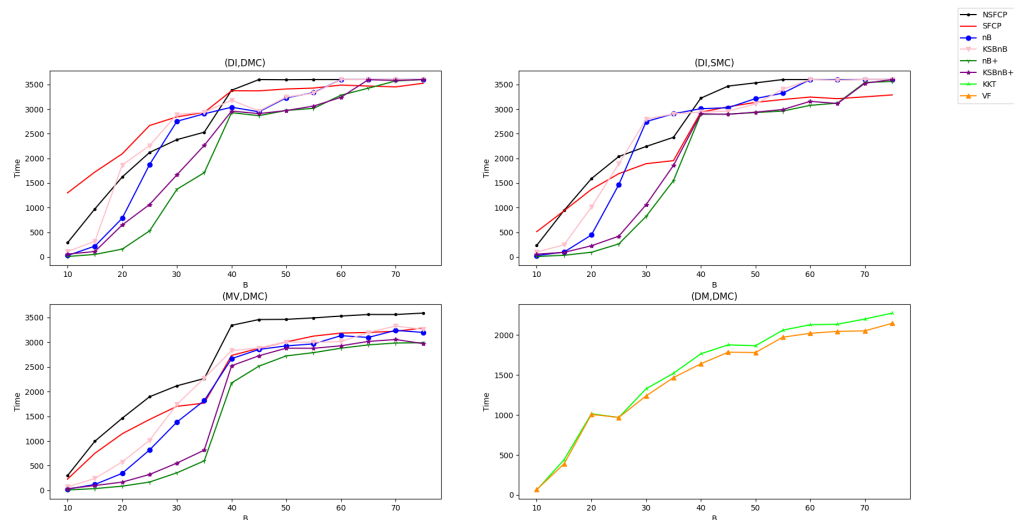 NSFCP
SFCP
nB
KSBnB
nB+
KSBnB+
KKT
VF
(DI,DMC)
3500
3000
2500
2000
1500
1000
500
0
Time
10 20 30 40 50 60 70
B
(DI,SMC)
3500
3000
2500
2000
1500
1000
500
0
Time
10 20 30 40 50 60 70
B
(MV,DMC)
3500
3000
2500
2000
1500
1000
500
0
Time
10 20 30 40 50 60 70
B
(DM,DMC)
2000
1500
1000
500
0
Time
10 20 30 40 50 60 70
B